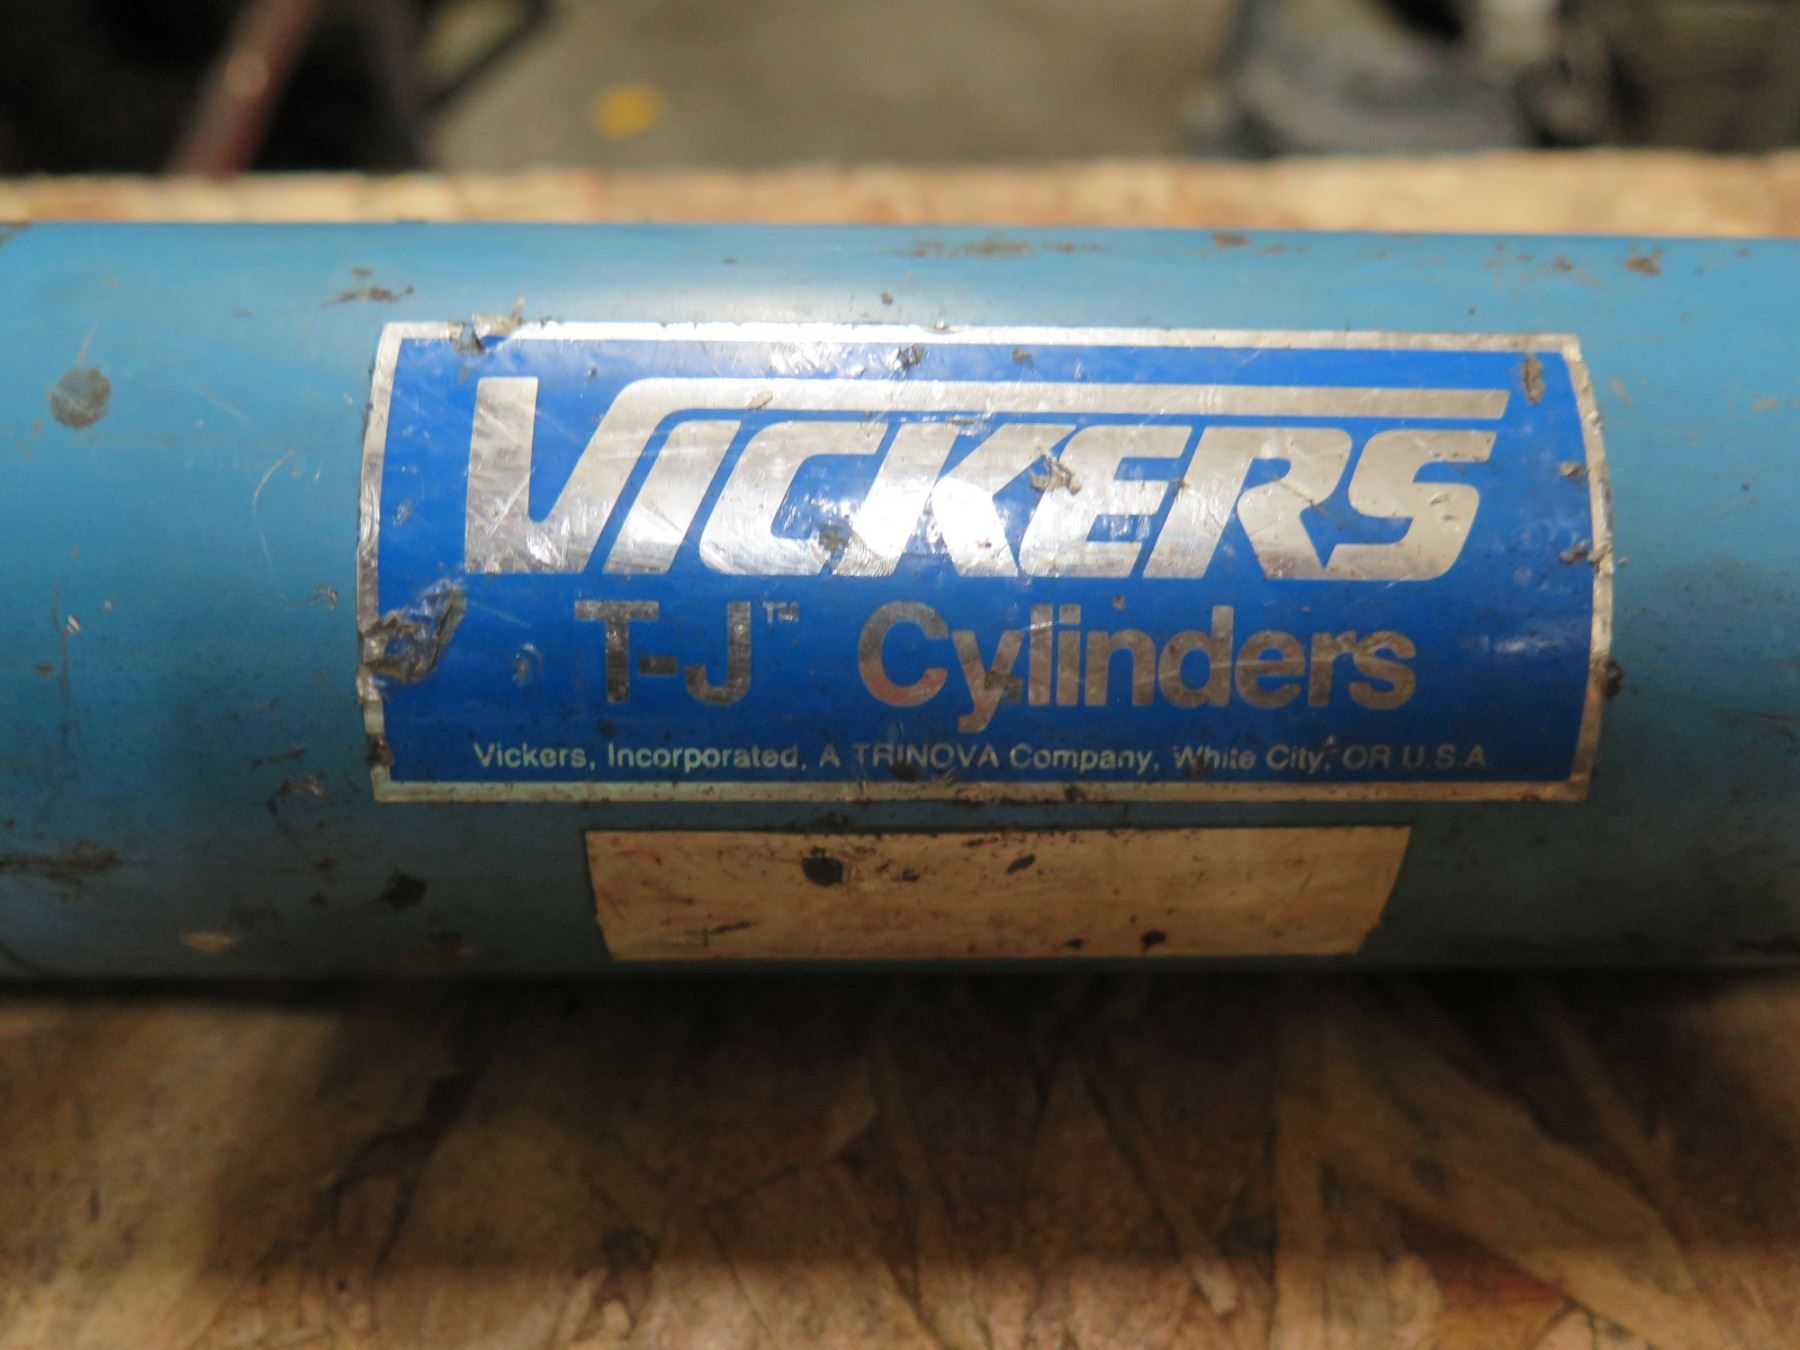 VICKERS
T-J™ Cylinders
Vickers, Incorporated, A TRINOVA Company, White City, OR U.S.A